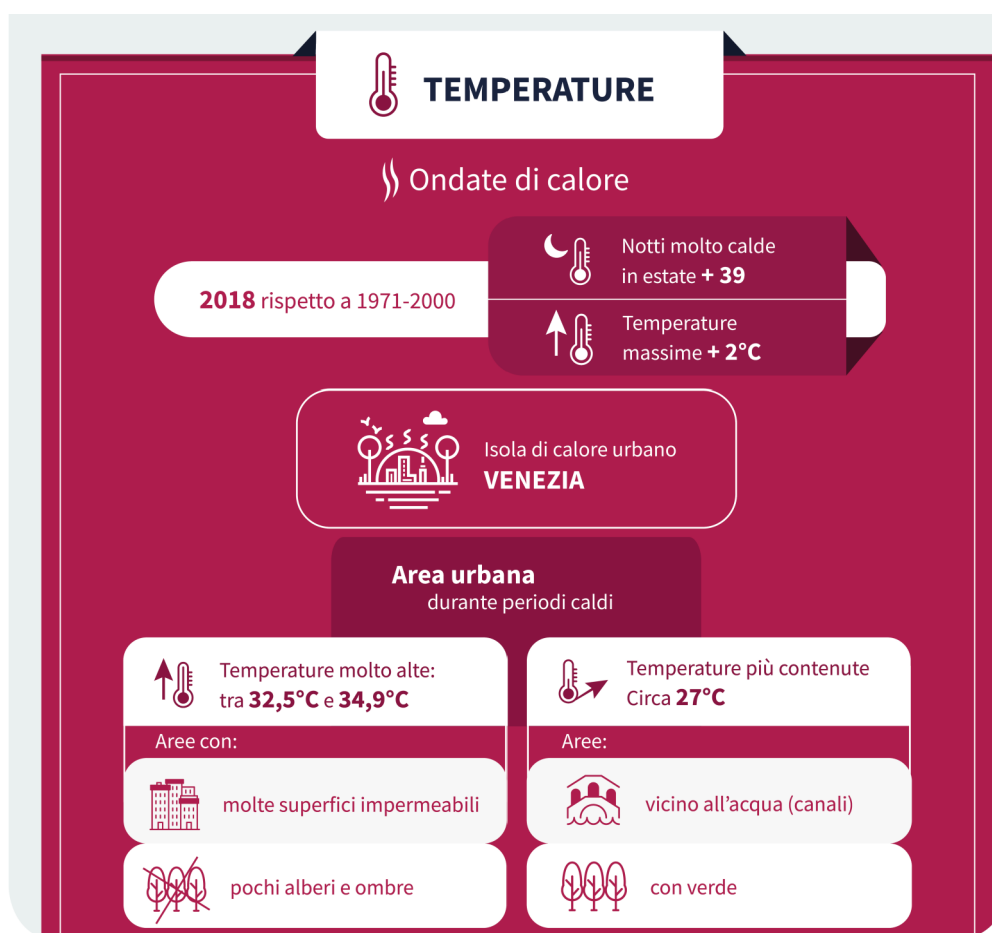 TEMPERATURE
Ondate di calore
2018 rispetto a 1971-2000
Notti molto calde
in estate + 39
Temperature
massime + 2°C
Isola di calore urbano
VENEZIA
Area urbana
durante periodi caldi
Temperature molto alte:
tra 32,5°C e 34,9°C
Aree con:
molte superfici impermeabili
pochi alberi e ombre
Temperature più contenute
Circa 27°C
Aree:
vicino all'acqua (canali)
con verde